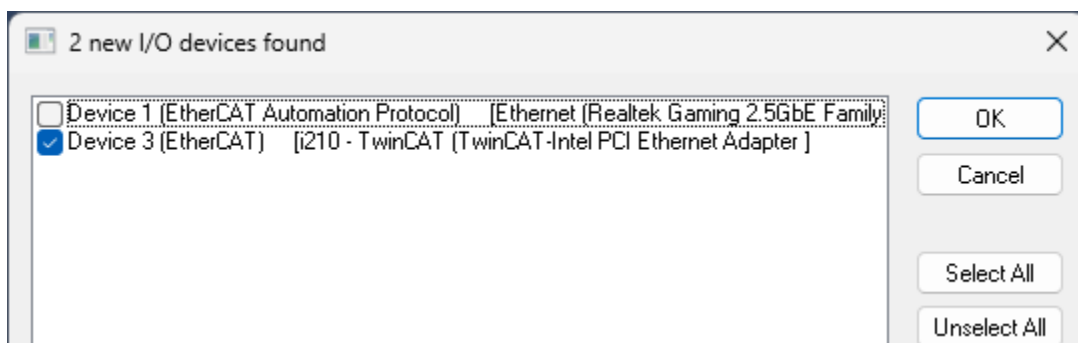 2 new I/O devices found
Device 1 (EtherCAT Automation Protocol) [Ethernet (Realtek Gaming 2.5GbE Family
Device 3 (EtherCAT) [i210 - TwinCAT (TwinCAT-Intel PCI Ethernet Adapter ]
OK
Cancel
Select All
Unselect All